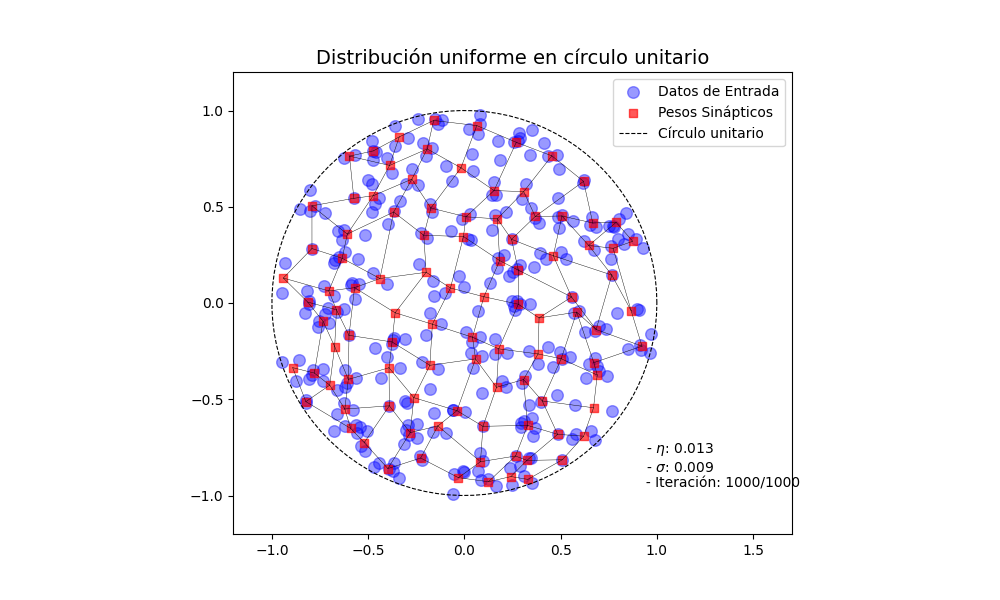 Distribución uniforme en círculo unitario
Datos de Entrada
Pesos Sinápticos
Círculo unitario
1.0
0.5
0.0
−0.5
−1.0
- η: 0.013
- σ: 0.009
- Iteración: 1000/1000
−1.0 −0.5 0.0 0.5 1.0 1.5